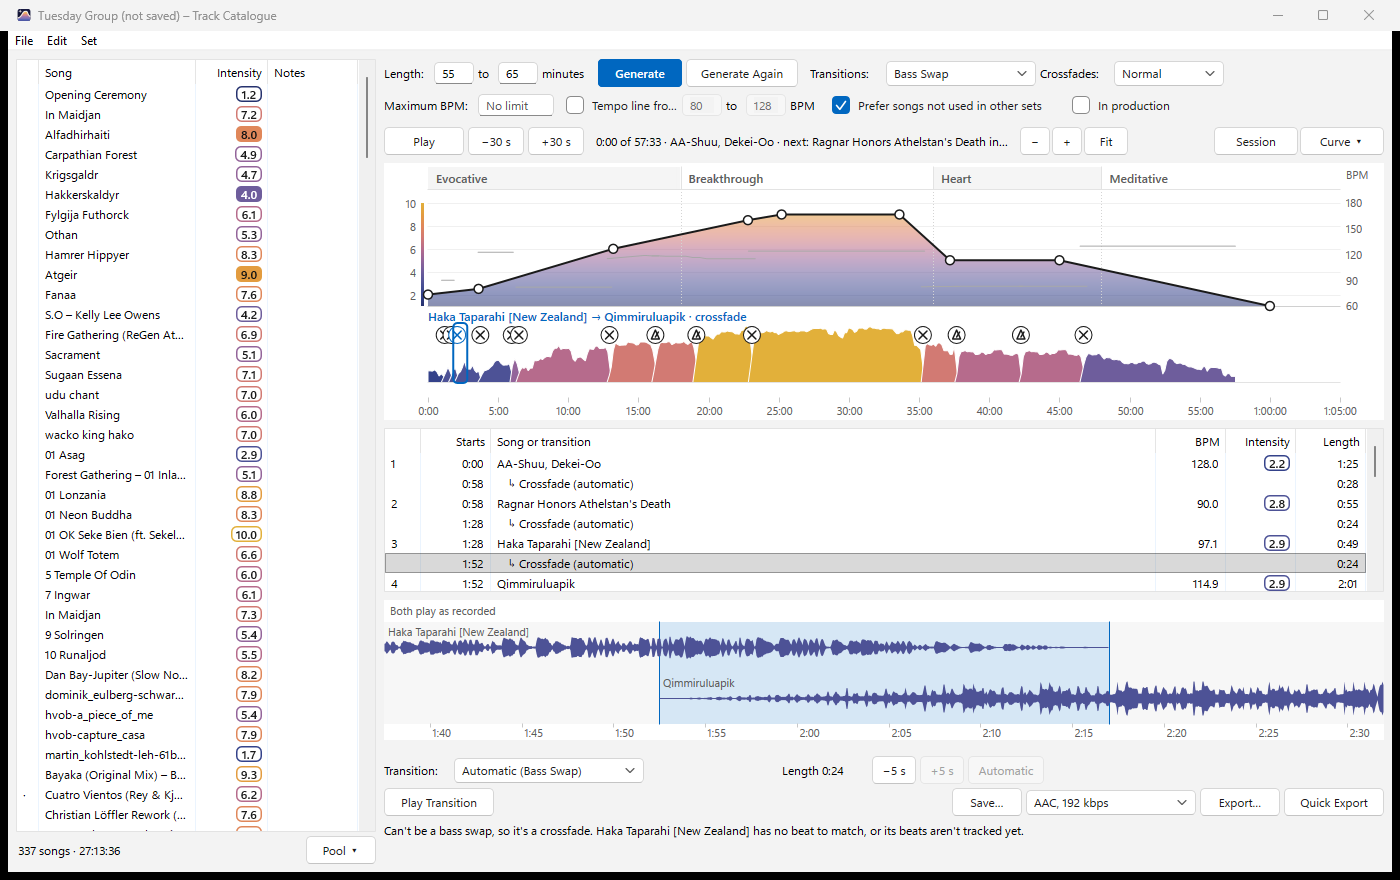 Tuesday Group (not saved) – Track Catalogue
File Edit Set
Song Intensity Notes
Opening Ceremony 1.2
In Maidjan 7.2
Alfadhirhaiti 8.0
Carpathian Forest 4.9
Krigsgaldr 4.7
Hakkerskaldyr 4.0
Fylgija Futhorck 6.1
Othan 5.3
Hamrer Hippyer 8.3
Atgeir 9.0
Fanaa 7.6
S.O – Kelly Lee Owens 4.2
Fire Gathering (ReGen At... 6.9
Sacrament 5.1
Sugaan Essena 7.1
udu chant 7.0
Valhalla Rising 6.0
wacko king hako 7.0
01 Asag 2.9
Forest Gathering – 01 Inla... 5.1
01 Lonzania 8.8
01 Neon Buddha 8.3
01 OK Seke Bien (ft. Sekel... 10.0
01 Wolf Totem 6.6
5 Temple Of Odin 6.0
7 Ingwar 6.1
In Maidjan 7.3
9 Solringen 5.4
10 Runaljod 5.5
Dan Bay-Jupiter (Slow No... 8.2
dominik_eulberg-schwar... 7.9
hvob-a_piece_of_me 5.4
hvob-capture_casa 7.9
martin_kohlstedt-leh-61b... 1.7
Bayaka (Original Mix) – B... 9.3
· Cuatro Vientos (Rey & Kj... 6.2
Christian Löffler Rework (... 7.6
337 songs · 27:13:36 Pool
Length: 55 to 65 minutes Generate Generate Again Transitions: Bass Swap Crossfades: Normal
Maximum BPM: No limit Tempo line fro... 80 to 128 BPM Prefer songs not used in other sets In production
Play −30 s +30 s 0:00 of 57:33 · AA-Shuu, Dekei-Oo · next: Ragnar Honors Athelstan's Death in... − + Fit Session Curve
Evocative Breakthrough Heart Meditative BPM
10 180
8 150
6 120
4 90
2 60
Haka Taparahi [New Zealand] → Qimmiruluapik · crossfade
0:00 5:00 10:00 15:00 20:00 25:00 30:00 35:00 40:00 45:00 50:00 55:00 1:00:00 1:05:00
Starts Song or transition BPM Intensity Length
1 0:00 AA-Shuu, Dekei-Oo 128.0 2.2 1:25
0:58 ↳ Crossfade (automatic) 0:28
2 0:58 Ragnar Honors Athelstan's Death 90.0 2.8 0:55
1:28 ↳ Crossfade (automatic) 0:24
3 1:28 Haka Taparahi [New Zealand] 97.1 2.9 0:49
1:52 ↳ Crossfade (automatic) 0:24
4 1:52 Qimmiruluapik 114.9 2.9 2:01
Both play as recorded
Haka Taparahi [New Zealand]
Qimmiruluapik
1:40 1:45 1:50 1:55 2:00 2:05 2:10 2:15 2:20 2:25 2:30
Transition: Automatic (Bass Swap) Length 0:24 −5 s +5 s Automatic
Play Transition Save... AAC, 192 kbps Export... Quick Export
Can't be a bass swap, so it's a crossfade. Haka Taparahi [New Zealand] has no beat to match, or its beats aren't tracked yet.